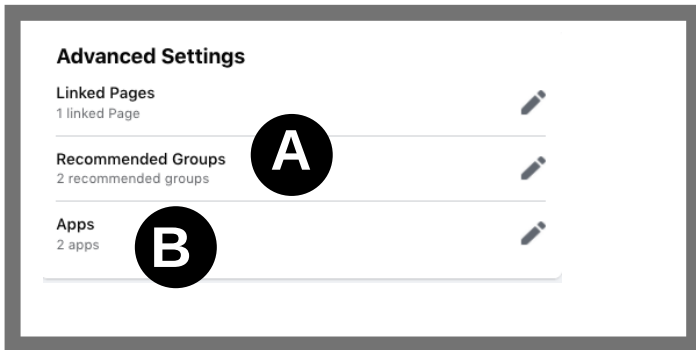 Advanced Settings
Linked Pages
1 linked Page
Recommended Groups
2 recommended groups
A
Apps
2 apps
B